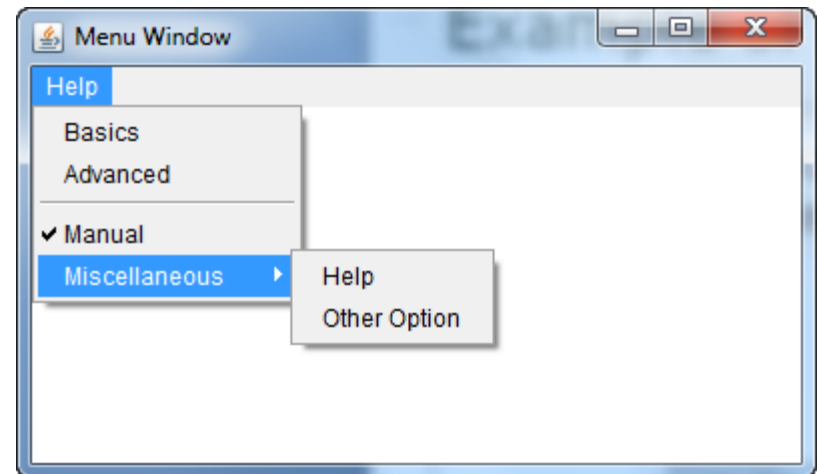 Menu Window
Help
Basics
Advanced
Manual
Miscellaneous
Help
Other Option